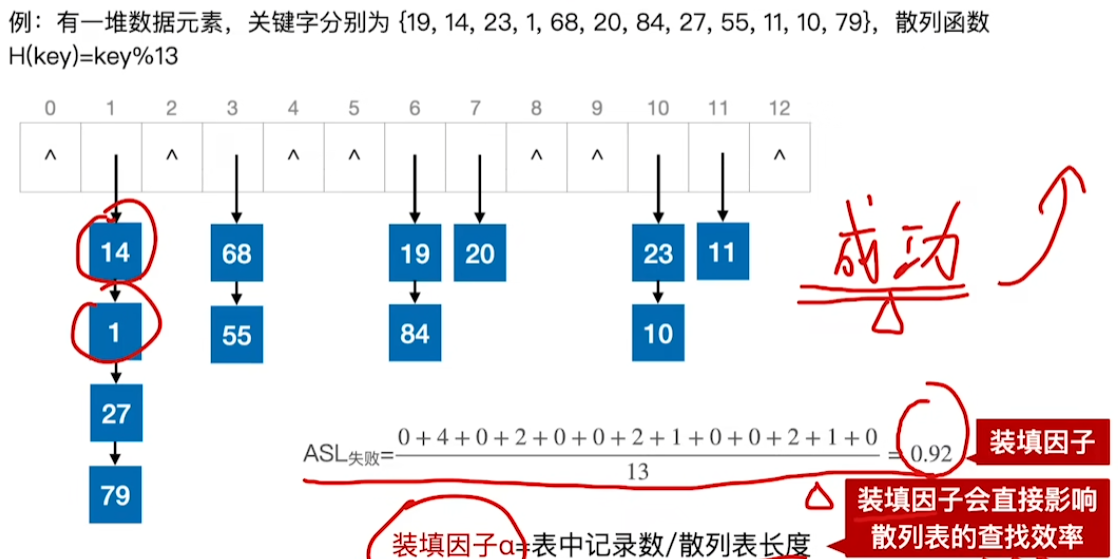 例：有一堆数据元素，关键字分别为 {19, 14, 23, 1, 68, 20, 84, 27, 55, 11, 10, 79}，散列函数
H(key)=key%13
0 1 2 3 4 5 6 7 8 9 10 11 12
^ ^ ^ ^ ^ ^ ^
14 68 19 20 23 11
成功
1 55 84 10
27
79
ASL失败=
0 + 4 + 0 + 2 + 0 + 0 + 2 + 1 + 0 + 0 + 2 + 1 + 0
13
= 0.92
装填因子
装填因子会直接影响
散列表的查找效率
装填因子α=表中记录数/散列表长度